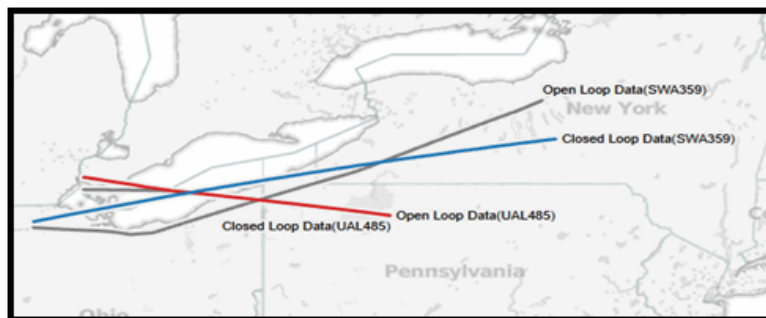 Open Loop Data(SWA359)
New York
Closed Loop Data(SWA359)
Open Loop Data(UAL485)
Closed Loop Data(UAL485)
Pennsylvania
Ohio